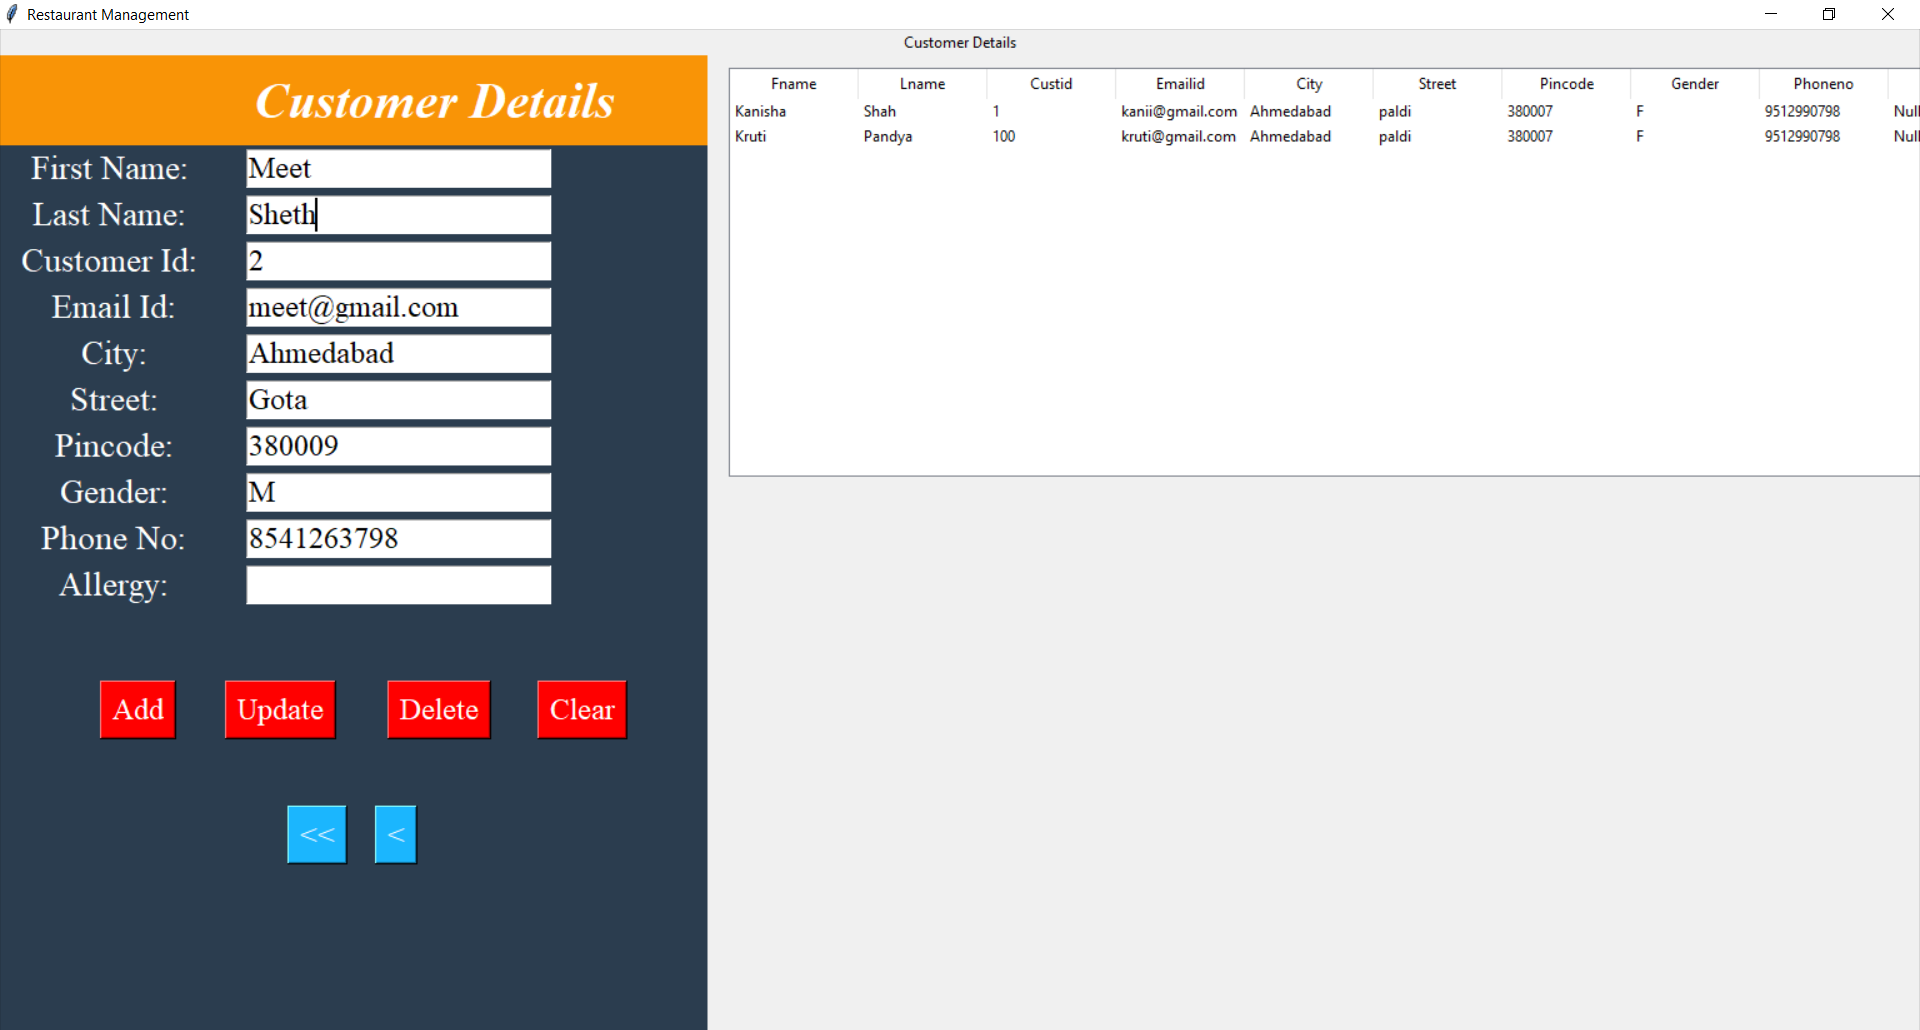 Restaurant Management
Customer Details
Customer Details
First Name: Meet
Last Name: Sheth
Customer Id: 2
Email Id: meet@gmail.com
City: Ahmedabad
Street: Gota
Pincode: 380009
Gender: M
Phone No: 8541263798
Allergy:
Add Update Delete Clear
<< <
Fname Lname Custid Emailid City Street Pincode Gender Phoneno
Kanisha Shah 1 kanii@gmail.com Ahmedabad paldi 380007 F 9512990798 Null
Kruti Pandya 100 kruti@gmail.com Ahmedabad paldi 380007 F 9512990798 Null